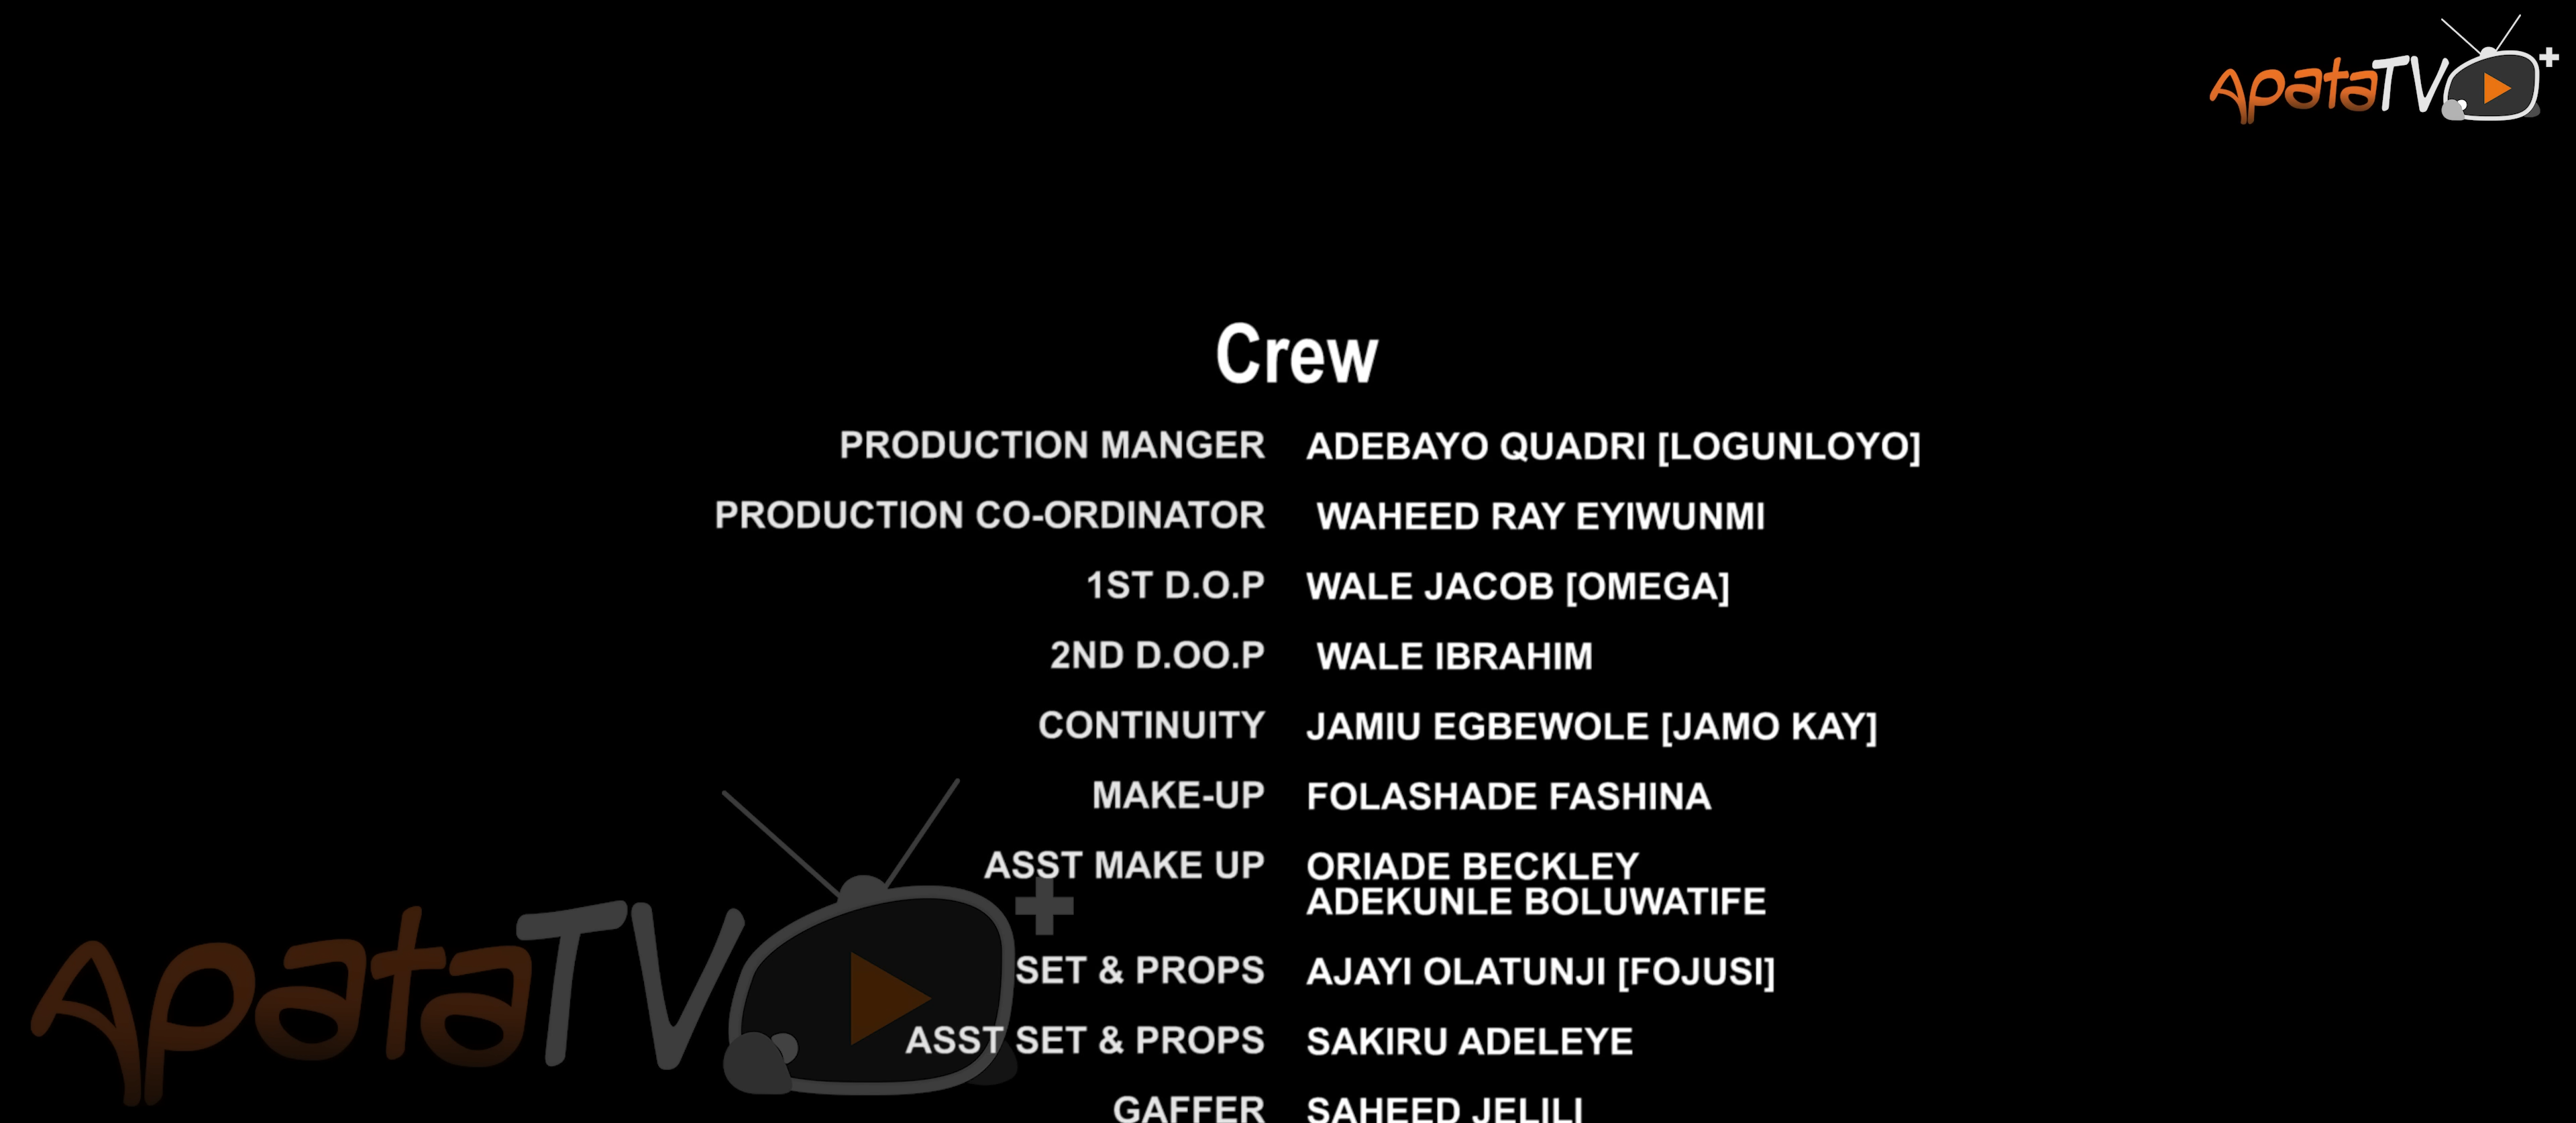 ApataTV+
Crew
PRODUCTION MANGER ADEBAYO QUADRI [LOGUNLOYO]
PRODUCTION CO-ORDINATOR WAHEED RAY EYIWUNMI
1ST D.O.P WALE JACOB [OMEGA]
2ND D.OO.P WALE IBRAHIM
CONTINUITY JAMIU EGBEWOLE [JAMO KAY]
MAKE-UP FOLASHADE FASHINA
ASST MAKE UP ORIADE BECKLEY
ADEKUNLE BOLUWATIFE
SET & PROPS AJAYI OLATUNJI [FOJUSI]
ASST SET & PROPS SAKIRU ADELEYE
GAFFER SAHEED JELILI
ApataTV+